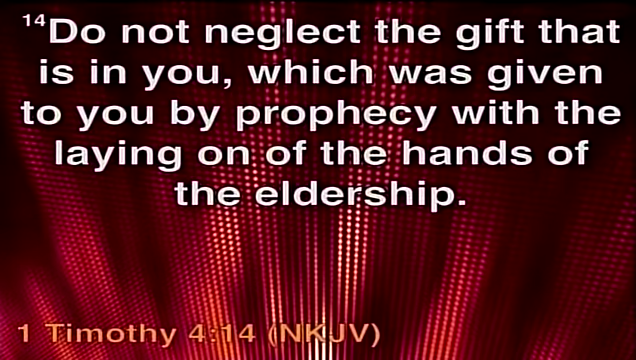 14Do not neglect the gift that
is in you, which was given
to you by prophecy with the
laying on of the hands of
the eldership.
1 Timothy 4:14 (NKJV)